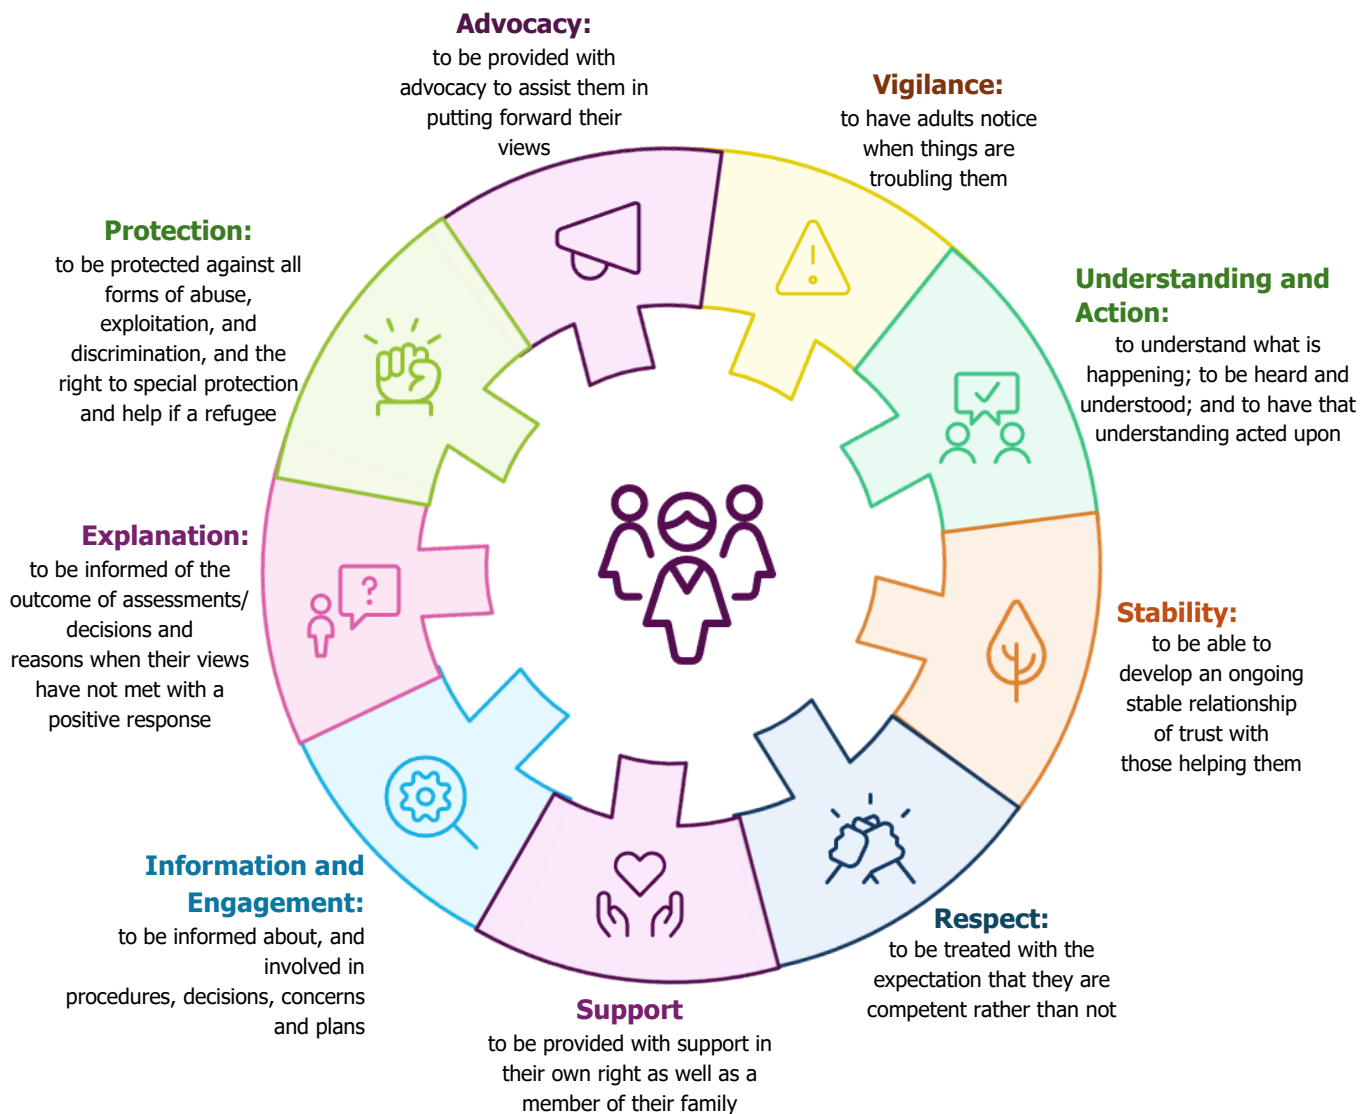 Advocacy:
to be provided with
advocacy to assist them in
putting forward their
views
Vigilance:
to have adults notice
when things are
troubling them
Understanding and
Action:
to understand what is
happening; to be heard and
understood; and to have that
understanding acted upon
Stability:
to be able to
develop an ongoing
stable relationship
of trust with
those helping them
Respect:
to be treated with the
expectation that they are
competent rather than not
Support
to be provided with support in
their own right as well as a
member of their family
Information and
Engagement:
to be informed about, and
involved in
procedures, decisions, concerns
and plans
Explanation:
to be informed of the
outcome of assessments/
decisions and
reasons when their views
have not met with a
positive response
?
Protection:
to be protected against all
forms of abuse,
exploitation, and
discrimination, and the
right to special protection
and help if a refugee